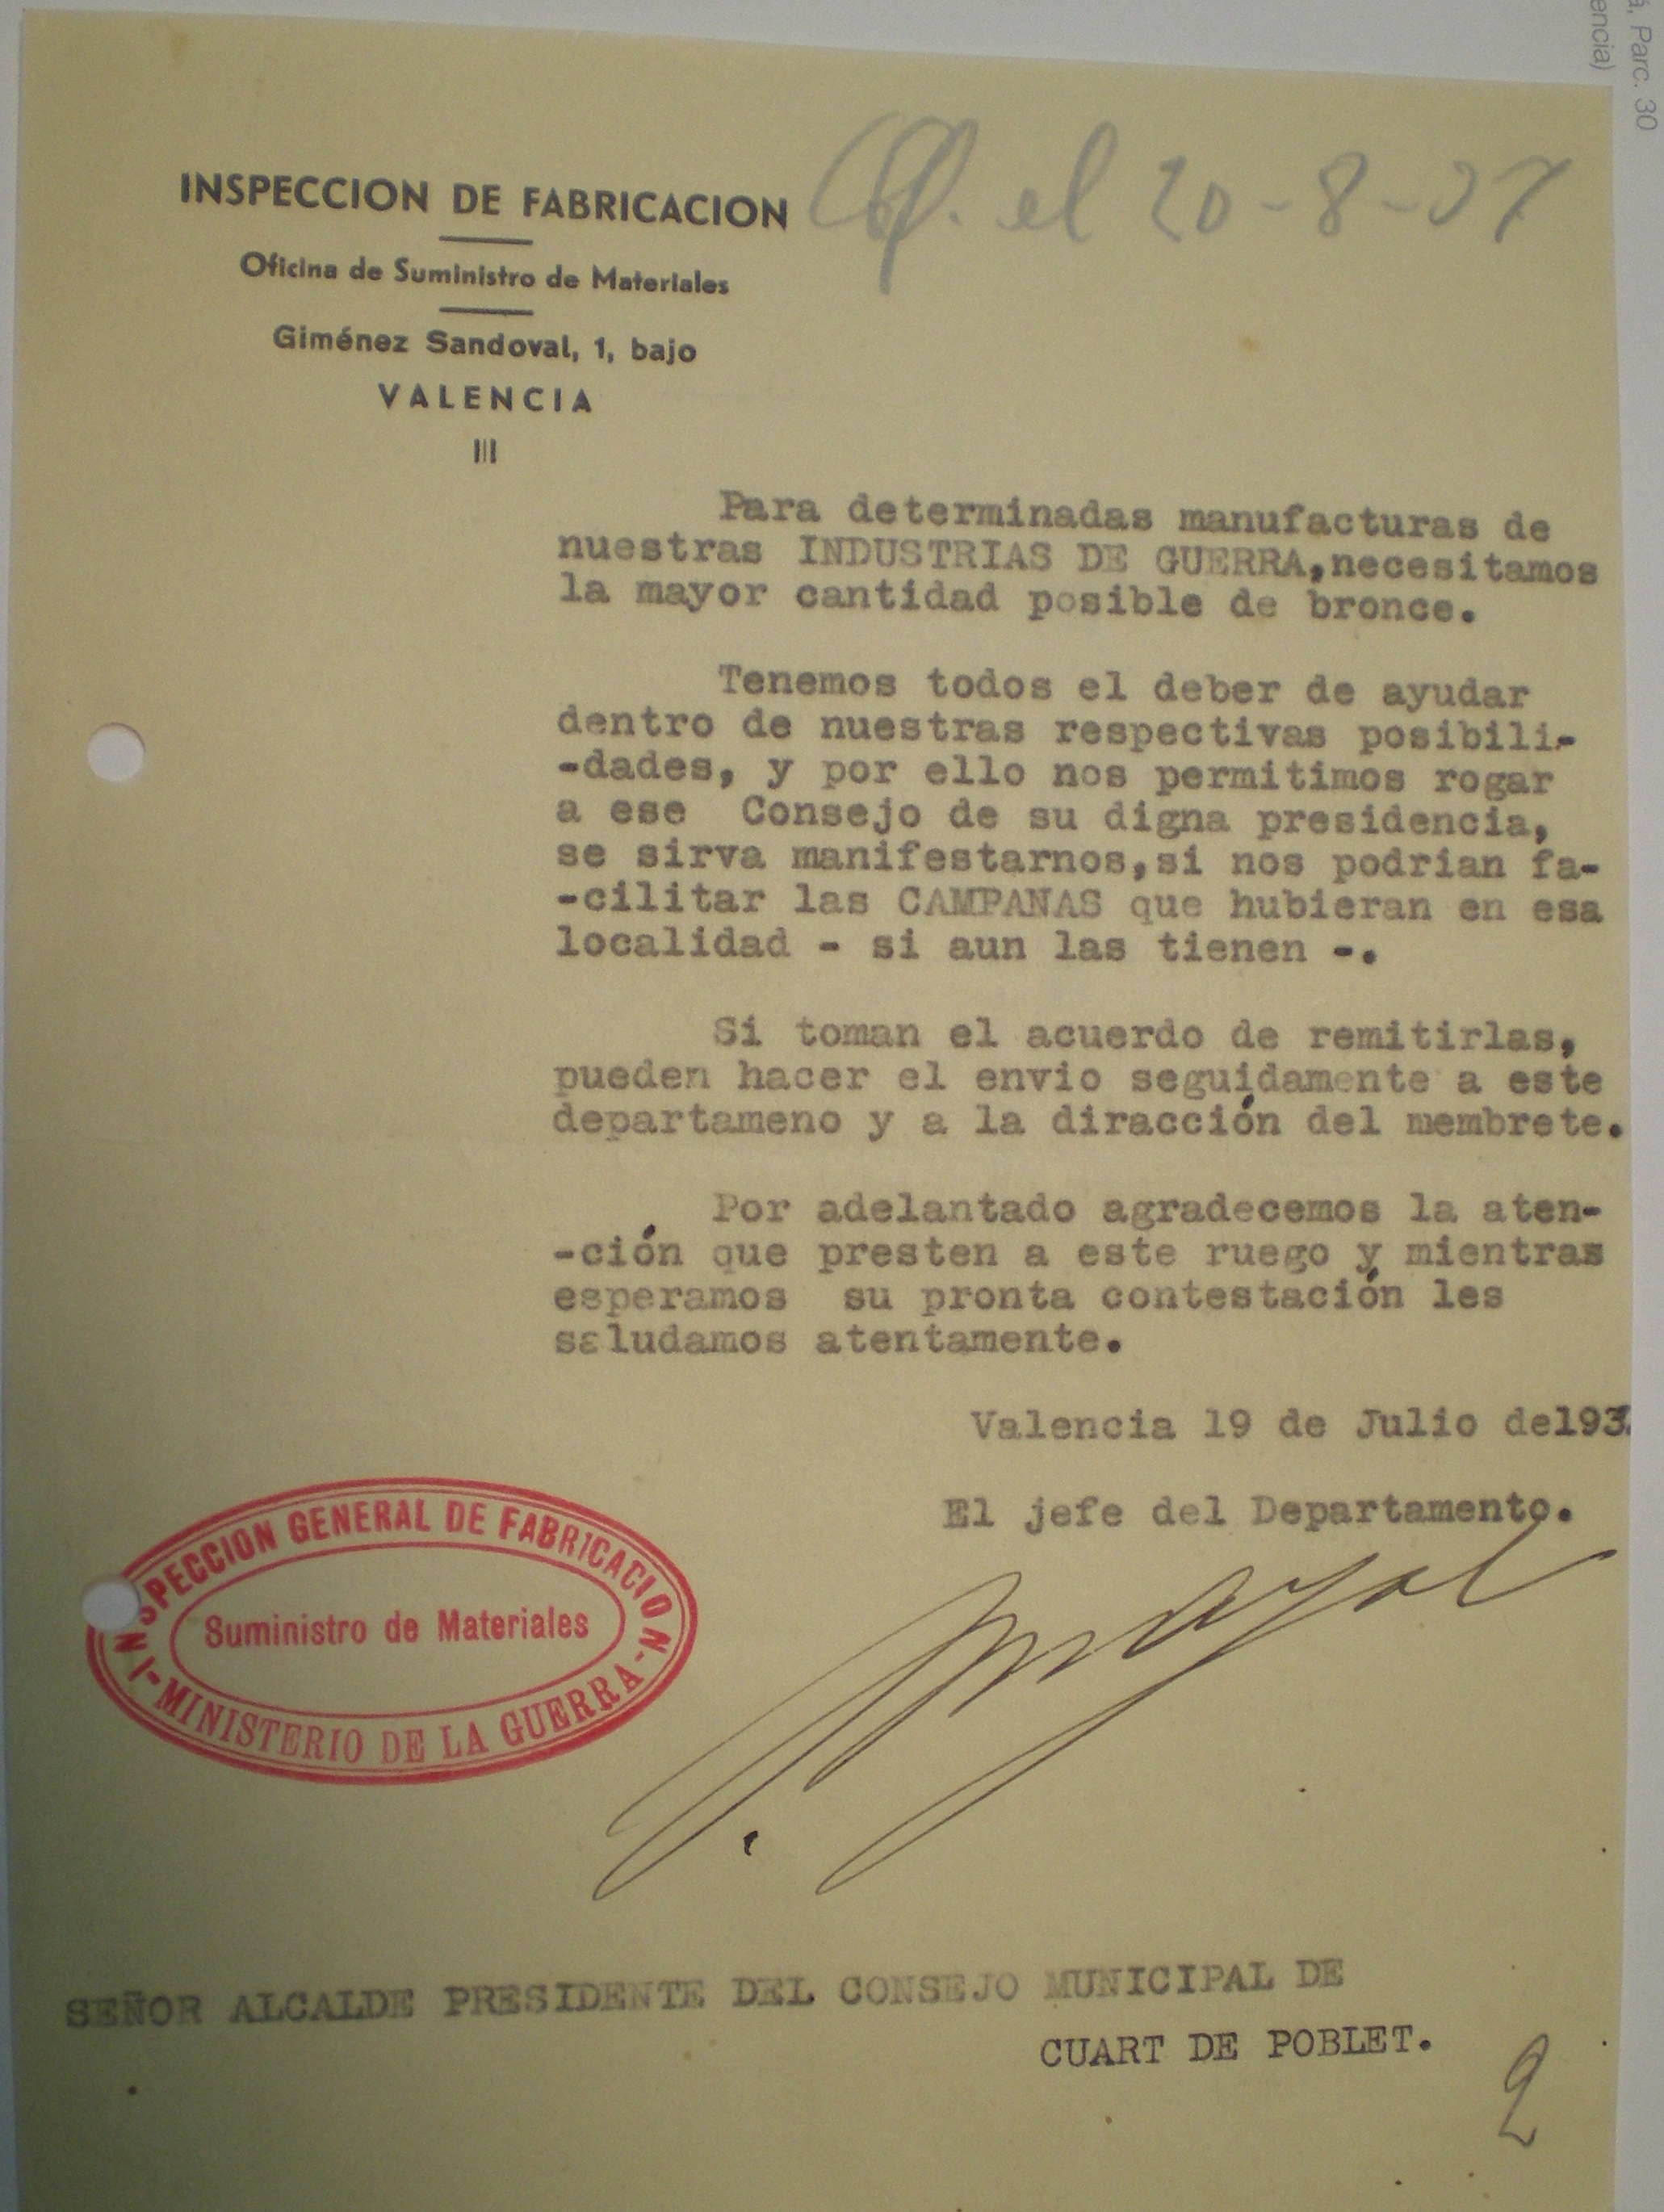 á, Parc. 30
encia)
el 20-8-37
INSPECCION DE FABRICACION
Oficina de Suministro de Materiales
Giménez Sandoval, 1, bajo
VALENCIA
Para determinadas manufacturas de
nuestras INDUSTRIAS DE GUERRA,necesitamos
la mayor cantidad posible de bronce.
Tenemos todos el deber de ayudar
dentro de nuestras respectivas posibili-
-dades, y por ello nos permitimos rogar
a ese Consejo de su digna presidencia,
se sirva manifestarnos,si nos podrian fa-
-cilitar las CAMPANAS que hubieran en esa
localidad - si aun las tienen -.
Si toman el acuerdo de remitirlas,
pueden hacer el envio seguidamente a este
departameno y a la diracción del membrete.
Por adelantado agradecemos la aten-
-ción que presten a este ruego y mientras
esperamos su pronta contestación les
saludamos atentamente.
Valencia 19 de Julio de193
El jefe del Departamento.
INSPECCION GENERAL DE FABRICACION
Suministro de Materiales
-MINISTERIO DE LA GUERRA-
SEÑOR ALCALDE PRESIDENTE DEL CONSEJO MUNICIPAL DE
CUART DE POBLET.
2